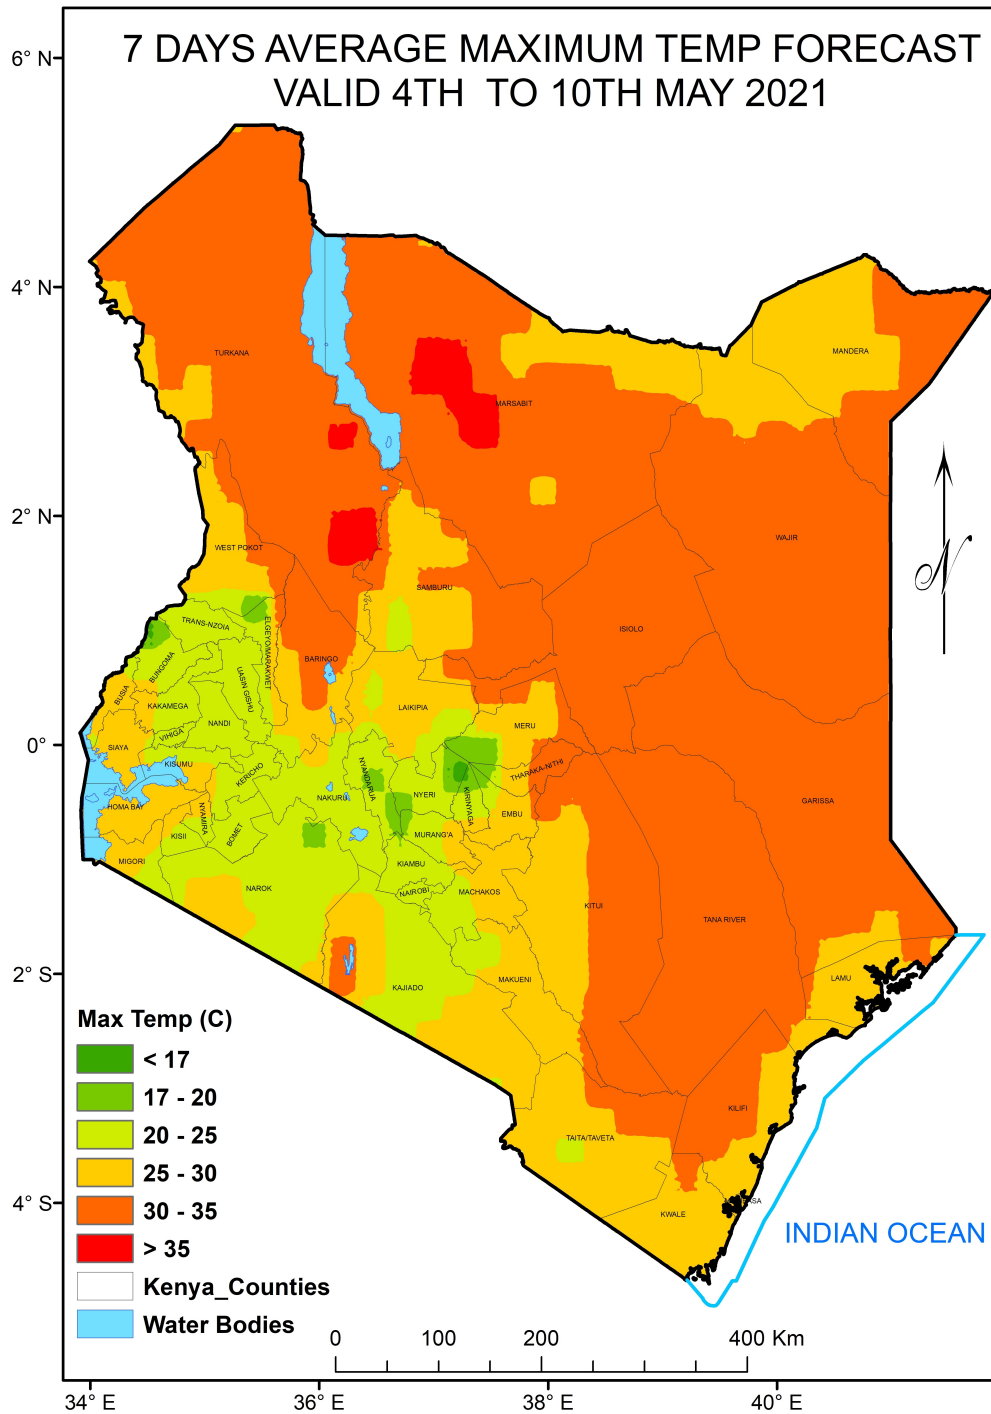 7 DAYS AVERAGE MAXIMUM TEMP FORECAST
VALID 4TH TO 10TH MAY 2021
6° N
4° N
2° N
0°
2° S
4° S
TURKANA
MANDERA
MARSABIT
WAJIR
WEST POKOT
SAMBURU
ISIOLO
TRANS-NZOIA
ELGEYO/MARAKWET
BARINGO
BUNGOMA
UASIN GISHU
BUSIA
KAKAMEGA
LAIKIPIA
NANDI
MERU
VIHIGA
SIAYA
KISUMU
KERICHO
NYANDARUA
THARAKA-NITHI
NAKURU
NYERI
KIRINYAGA
GARISSA
HOMA BAY
NYAMIRA
EMBU
KISII
BOMET
MURANG'A
MIGORI
KIAMBU
NAROK
NAIROBI
MACHAKOS
KITUI
TANA RIVER
MAKUENI
LAMU
KAJIADO
KILIFI
TAITA/TAVETA
KWALE
N
INDIAN OCEAN
Max Temp (C)
< 17
17 - 20
20 - 25
25 - 30
30 - 35
> 35
Kenya_Counties
Water Bodies
0 100 200 400 Km
34° E 36° E 38° E 40° E